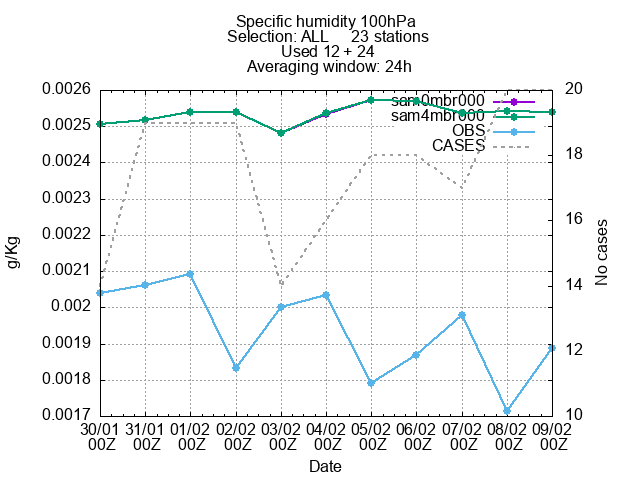 Specific humidity 100hPa
Selection: ALL 23 stations
Used 12 + 24
Averaging window: 24h
0.0026
0.0025
0.0024
0.0023
0.0022
0.0021
0.002
0.0019
0.0018
0.0017
g/Kg
sam0mbr000
sam4mbr000
OBS
CASES
20
18
16
14
12
10
No cases
30/01 31/01 01/02 02/02 03/02 04/02 05/02 06/02 07/02 08/02 09/02
00Z 00Z 00Z 00Z 00Z 00Z 00Z 00Z 00Z 00Z 00Z
Date